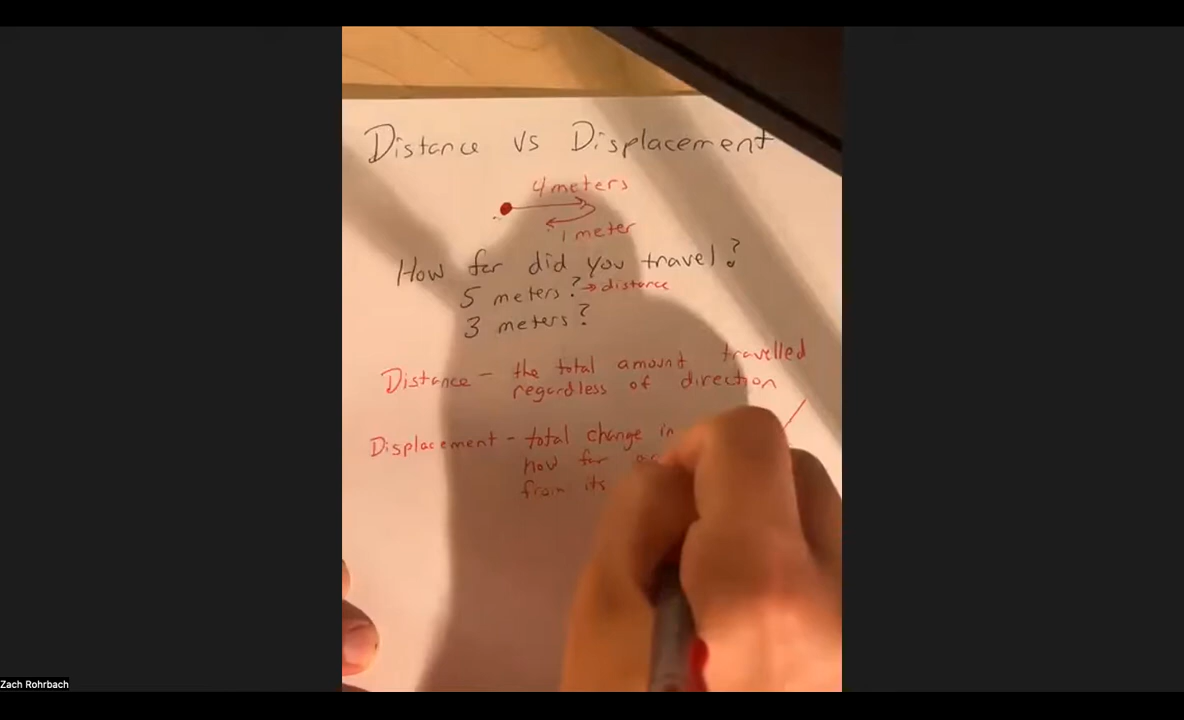 Distance vs Displacement
4 meters
1 meter
How far did you travel?
5 meters? → distance
3 meters?
Distance - the total amount travelled
regardless of direction
Displacement - total change in
how far
from its
Zach Rohrbach